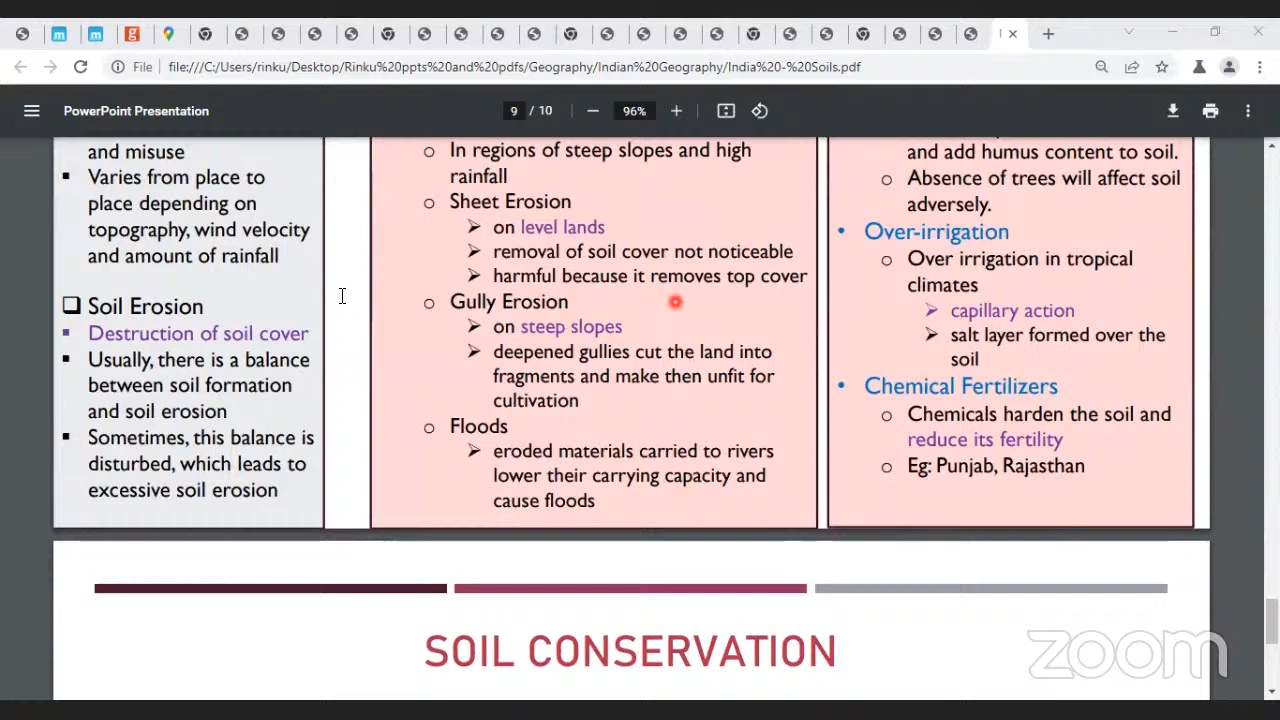 File | file:///C:/Users/rinku/Desktop/Rinku%20ppts%20and%20pdfs/Geography/Indian%20Geography/India%20-%20Soils.pdf
PowerPoint Presentation
9 / 10
96%
and misuse
Varies from place to
place depending on
topography, wind velocity
and amount of rainfall
Soil Erosion
Destruction of soil cover
Usually, there is a balance
between soil formation
and soil erosion
Sometimes, this balance is
disturbed, which leads to
excessive soil erosion
In regions of steep slopes and high
rainfall
Sheet Erosion
on level lands
removal of soil cover not noticeable
harmful because it removes top cover
Gully Erosion
on steep slopes
deepened gullies cut the land into
fragments and make then unfit for
cultivation
Floods
eroded materials carried to rivers
lower their carrying capacity and
cause floods
and add humus content to soil.
Absence of trees will affect soil
adversely.
Over-irrigation
Over irrigation in tropical
climates
capillary action
salt layer formed over the
soil
Chemical Fertilizers
Chemicals harden the soil and
reduce its fertility
Eg: Punjab, Rajasthan
SOIL CONSERVATION
zoom